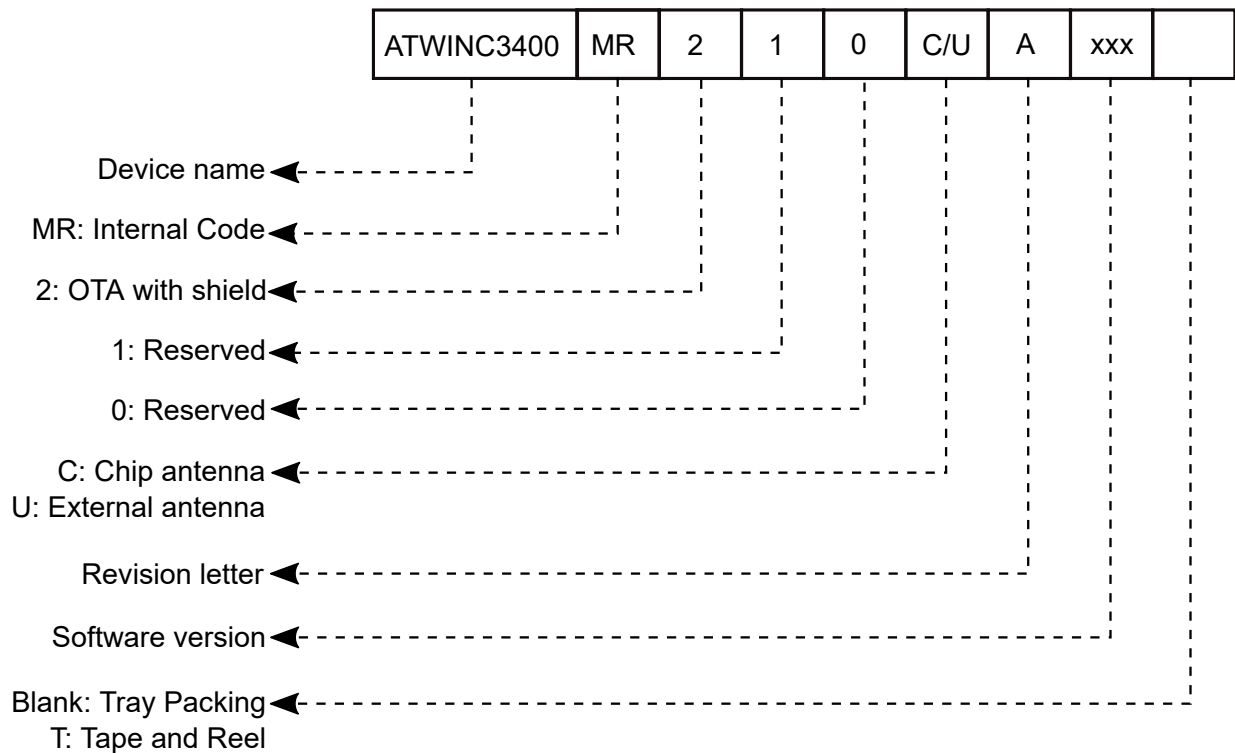 ATWINC3400 MR 2 1 0 C/U A xxx
Device name
MR: Internal Code
2: OTA with shield
1: Reserved
0: Reserved
C: Chip antenna
U: External antenna
Revision letter
Software version
Blank: Tray Packing
T: Tape and Reel